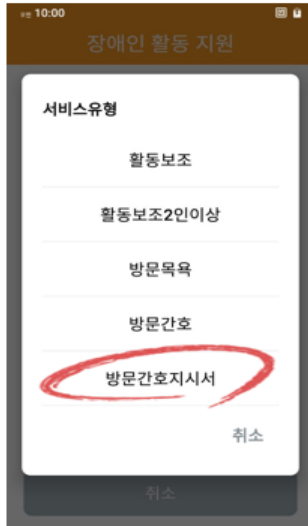 오전 10:00
장애인 활동 지원
서비스유형
활동보조
활동보조2인이상
방문목욕
방문간호
방문간호지시서
취소
취소